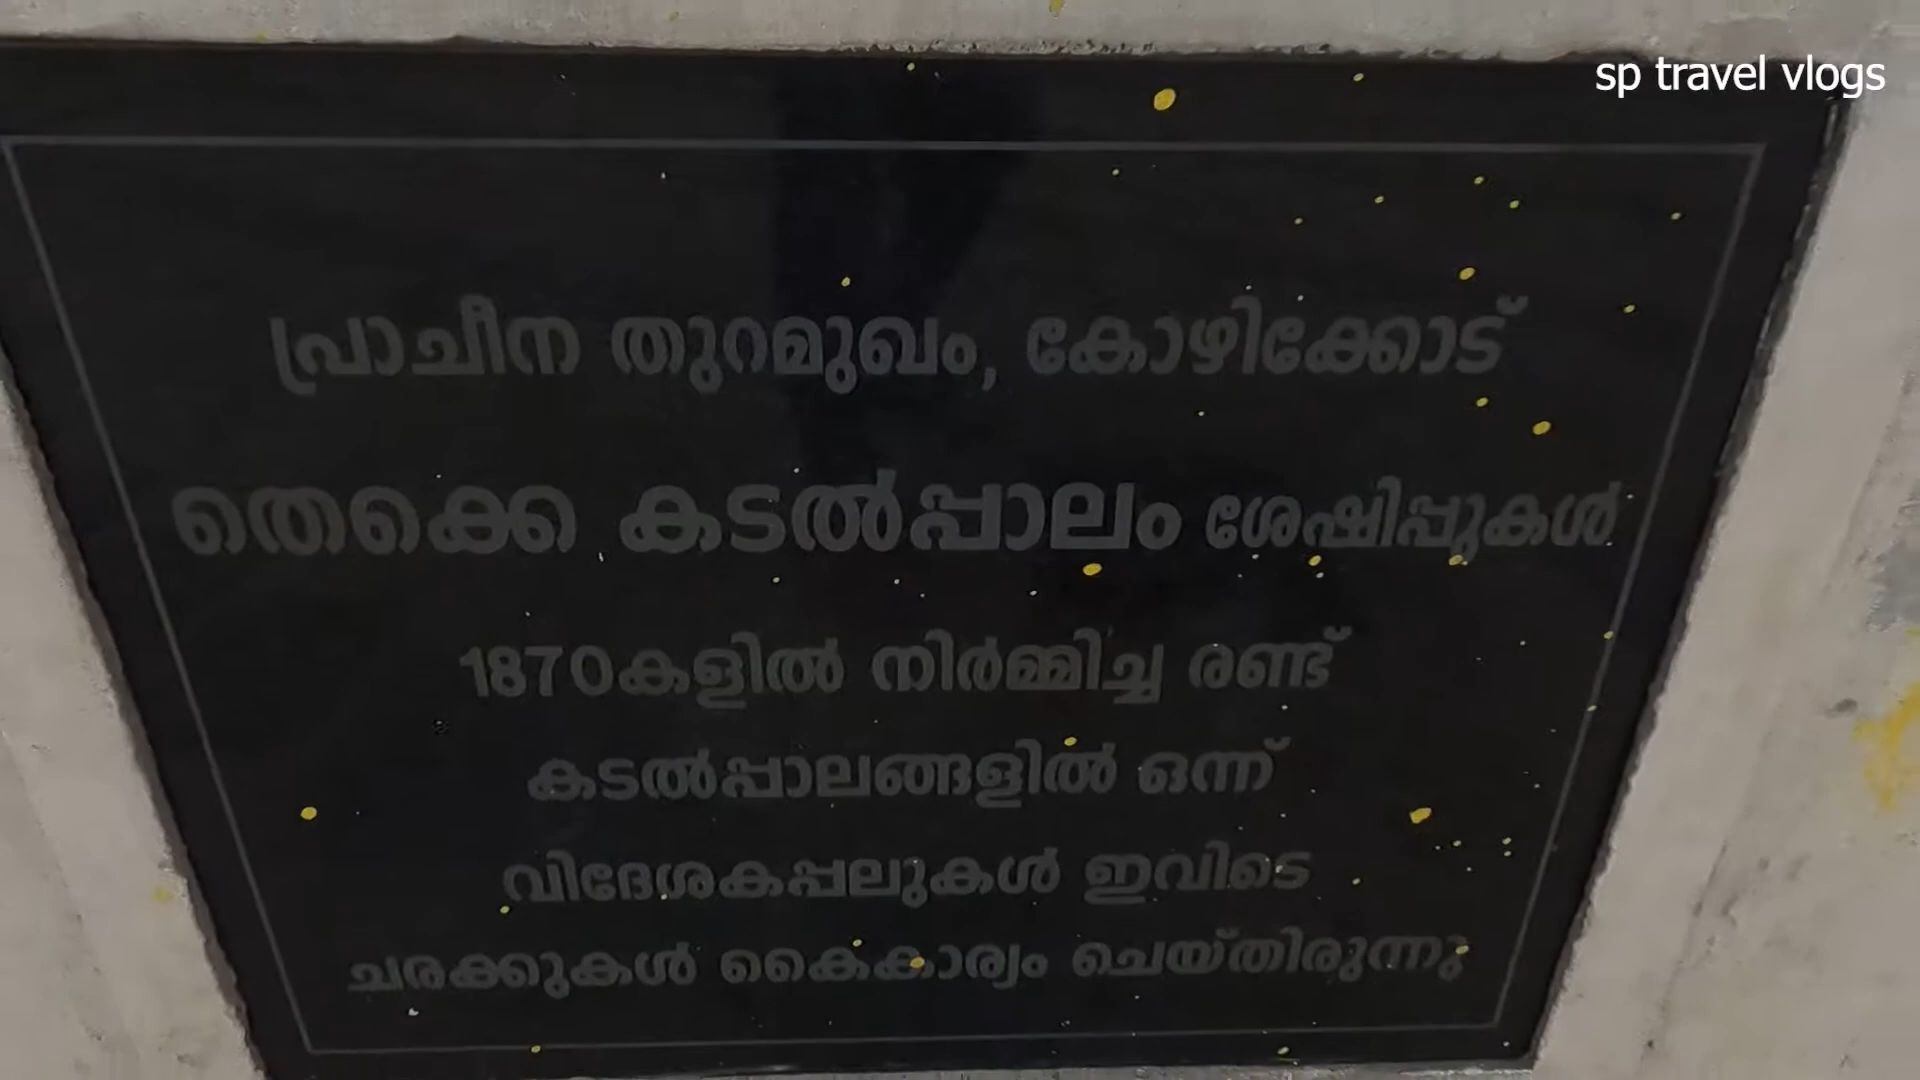 sp travel vlogs
പ്രാചീന തുറമുഖം, കോഴിക്കോട്
തെക്കെ കടൽപ്പാലം ശേഷിപ്പുകൾ
1870കളിൽ നിർമ്മിച്ച രണ്ട്
കടൽപ്പാലങ്ങളിൽ ഒന്ന്
വിദേശകപ്പലുകൾ ഇവിടെ
ചരക്കുകൾ കൈകാര്യം ചെയ്തിരുന്നു